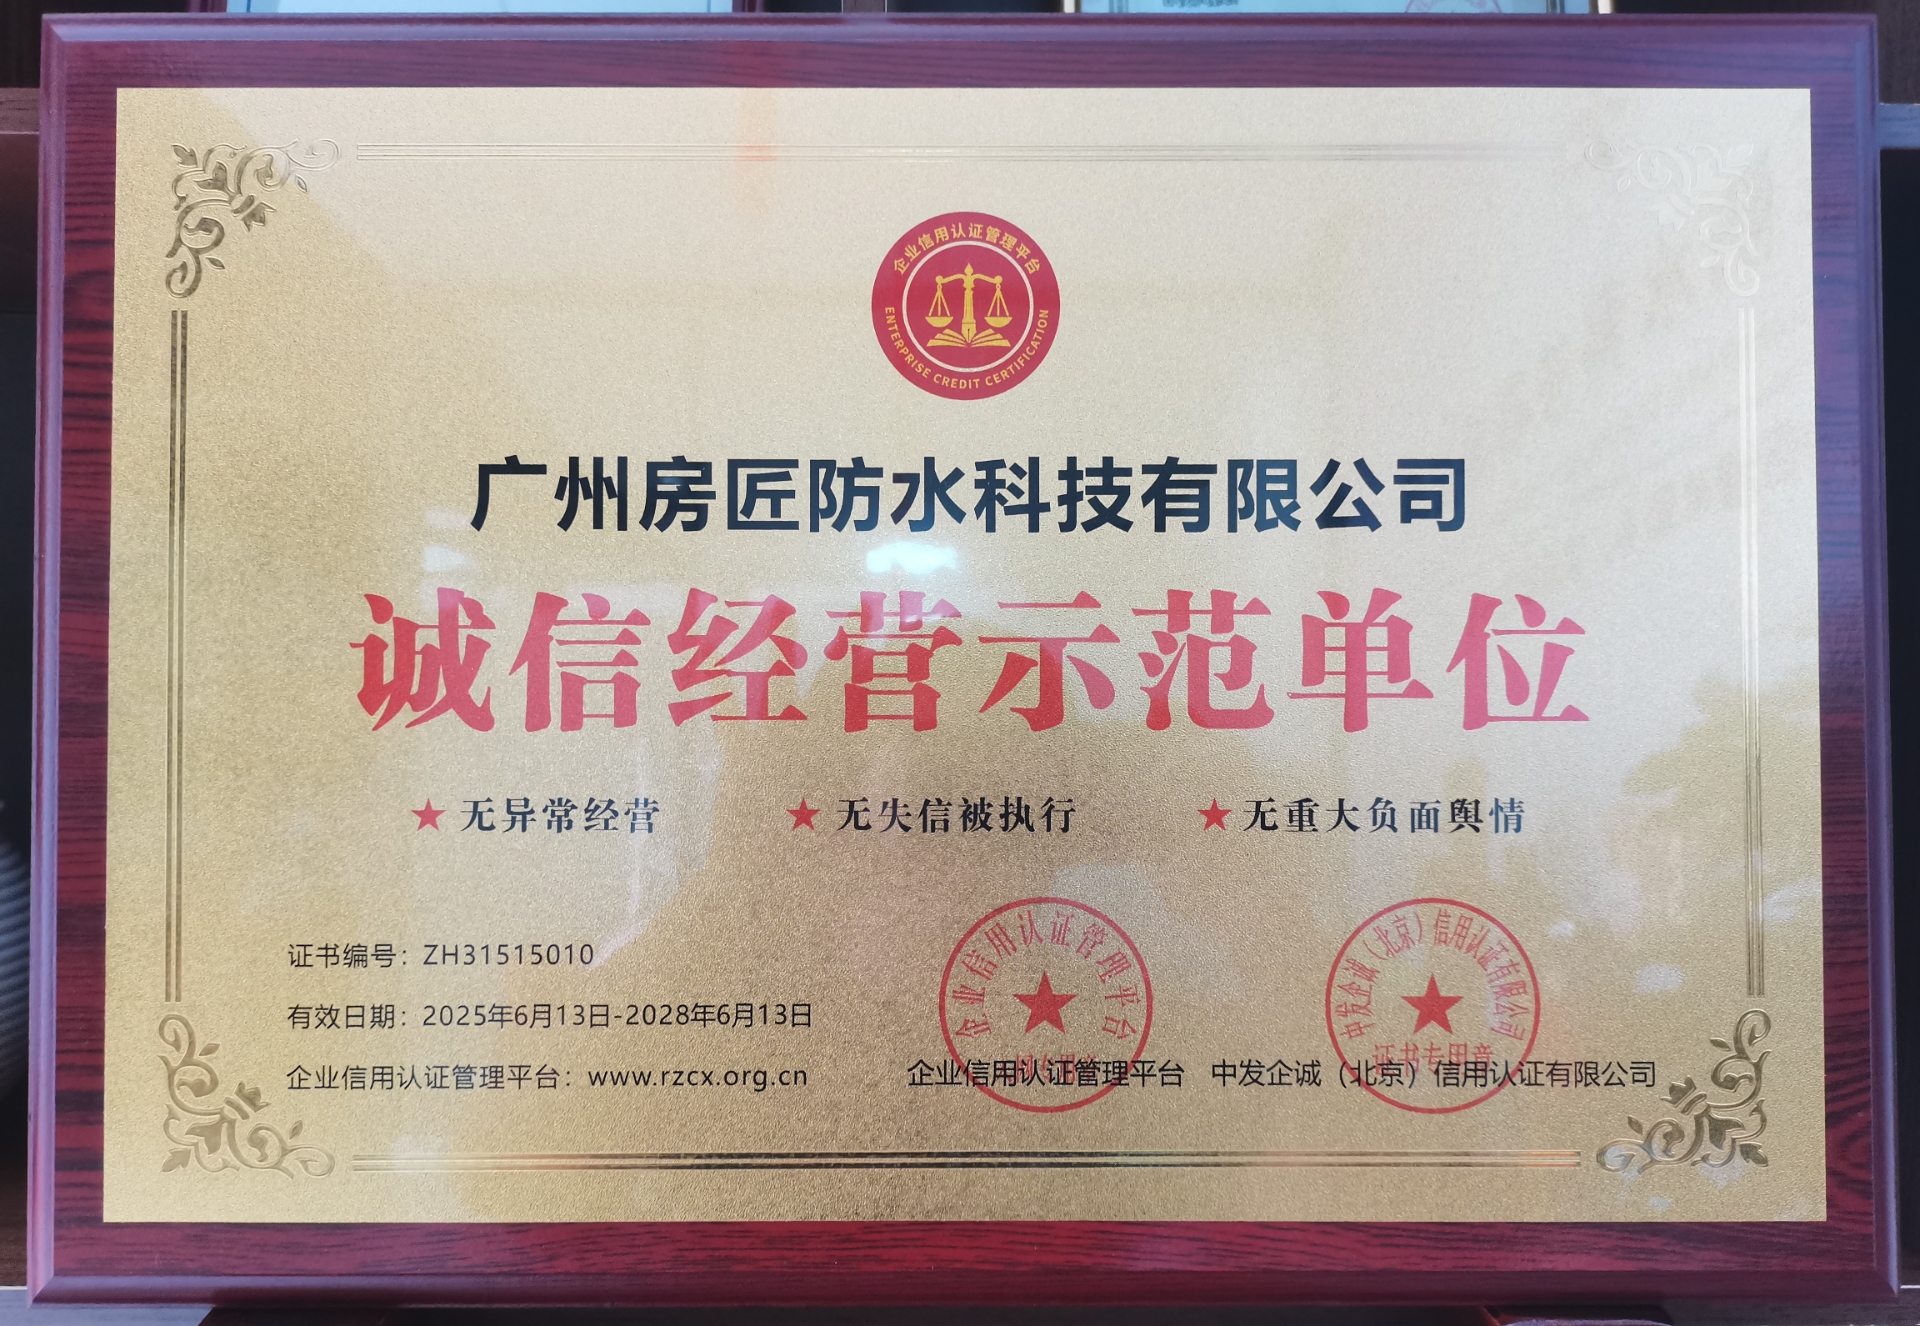 企业信用认证管理平台
ENTERPRISE CREDIT CERTIFICATION
广州房匠防水科技有限公司
诚信经营示范单位
★无异常经营 ★无失信被执行 ★无重大负面舆情
证书编号：ZH31515010
有效日期：2025年6月13日-2028年6月13日
企业信用认证管理平台：www.rzcx.org.cn
企业信用认证管理平台
企业信用认证管理平台
中发企诚（北京）信用认证有限公司
证书专用章
中发企诚（北京）信用认证有限公司